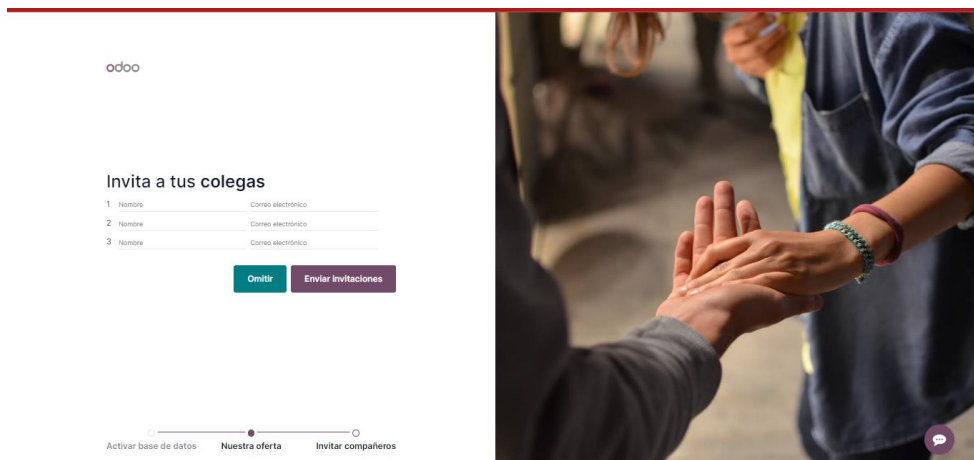 odoo
Invita a tus colegas
1 Nombre Correo electrónico
2 Nombre Correo electrónico
3 Nombre Correo electrónico
Omitir Enviar invitaciones
Activar base de datos Nuestra oferta Invitar compañeros